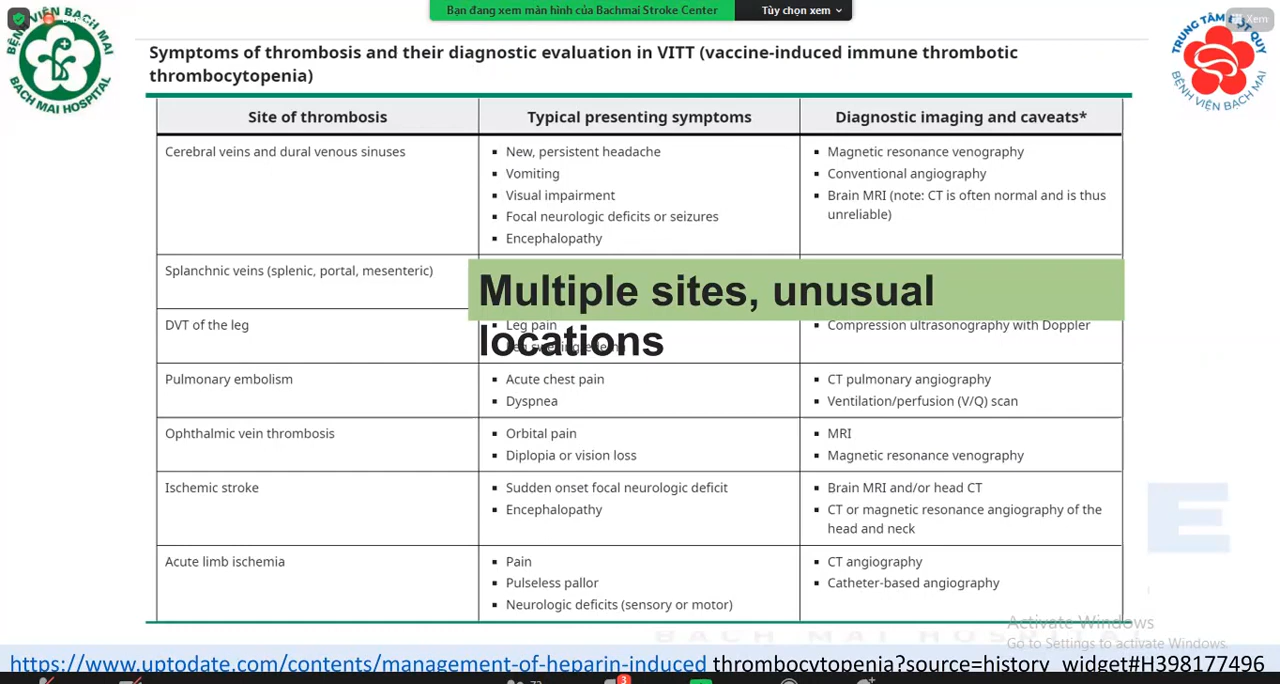 Bạn đang xem màn hình của Bachmai Stroke Center
Tùy chọn xem
Xem
BỆNH VIỆN BẠCH MAI
BACH MAI HOSPITAL
TRUNG TÂM ĐỘT QUỴ
BỆNH VIỆN BẠCH MAI
Symptoms of thrombosis and their diagnostic evaluation in VITT (vaccine-induced immune thrombotic
thrombocytopenia)
Site of thrombosis
Typical presenting symptoms
Diagnostic imaging and caveats*
Cerebral veins and dural venous sinuses
▪ New, persistent headache
▪ Vomiting
▪ Visual impairment
▪ Focal neurologic deficits or seizures
▪ Encephalopathy
▪ Magnetic resonance venography
▪ Conventional angiography
▪ Brain MRI (note: CT is often normal and is thus
unreliable)
Splanchnic veins (splenic, portal, mesenteric)
Multiple sites, unusual
locations
DVT of the leg
▪ Leg pain
▪ Compression ultrasonography with Doppler
Pulmonary embolism
▪ Acute chest pain
▪ Dyspnea
▪ CT pulmonary angiography
▪ Ventilation/perfusion (V/Q) scan
Ophthalmic vein thrombosis
▪ Orbital pain
▪ Diplopia or vision loss
▪ MRI
▪ Magnetic resonance venography
Ischemic stroke
▪ Sudden onset focal neurologic deficit
▪ Encephalopathy
▪ Brain MRI and/or head CT
▪ CT or magnetic resonance angiography of the
head and neck
Acute limb ischemia
▪ Pain
▪ Pulseless pallor
▪ Neurologic deficits (sensory or motor)
▪ CT angiography
▪ Catheter-based angiography
E
BACH MAI HOSPITAL
Activate Windows
Go to Settings to activate Windows.
https://www.uptodate.com/contents/management-of-heparin-induced thrombocytopenia?source=history_widget#H398177496
73
3